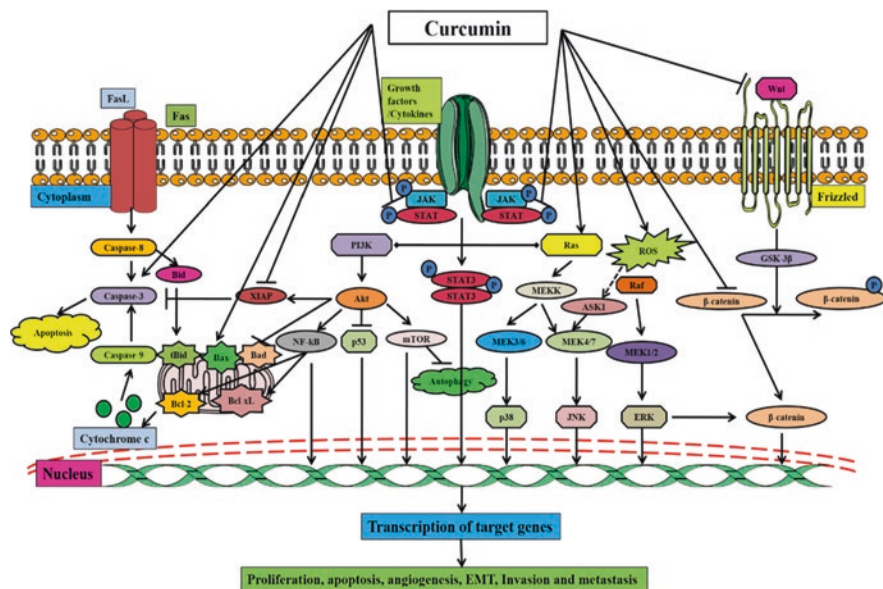 Curcumin
FasL
Fas
Growth factors
/Cytokines
Wnt
Cytoplasm
Frizzled
P
JAK
P
STAT
JAK
P
STAT
P
Caspase-8
PI3K
Ras
ROS
GSK-3β
Bid
P
STAT3
STAT3
MEKK
Raf
P
Caspase-3
XIAP
Akt
ASK1
β-catenin
β-catenin
Apoptosis
Caspase 9
tBid
Bax
Bad
NF-kB
p53
mTOR
MEK3/6
MEK4/7
MEK1/2
Autophagy
Bcl-2
Bcl-xL
Cytochrome c
p38
JNK
ERK
β-catenin
Nucleus
Transcription of target genes
Proliferation, apoptosis, angiogenesis, EMT, Invasion and metastasis